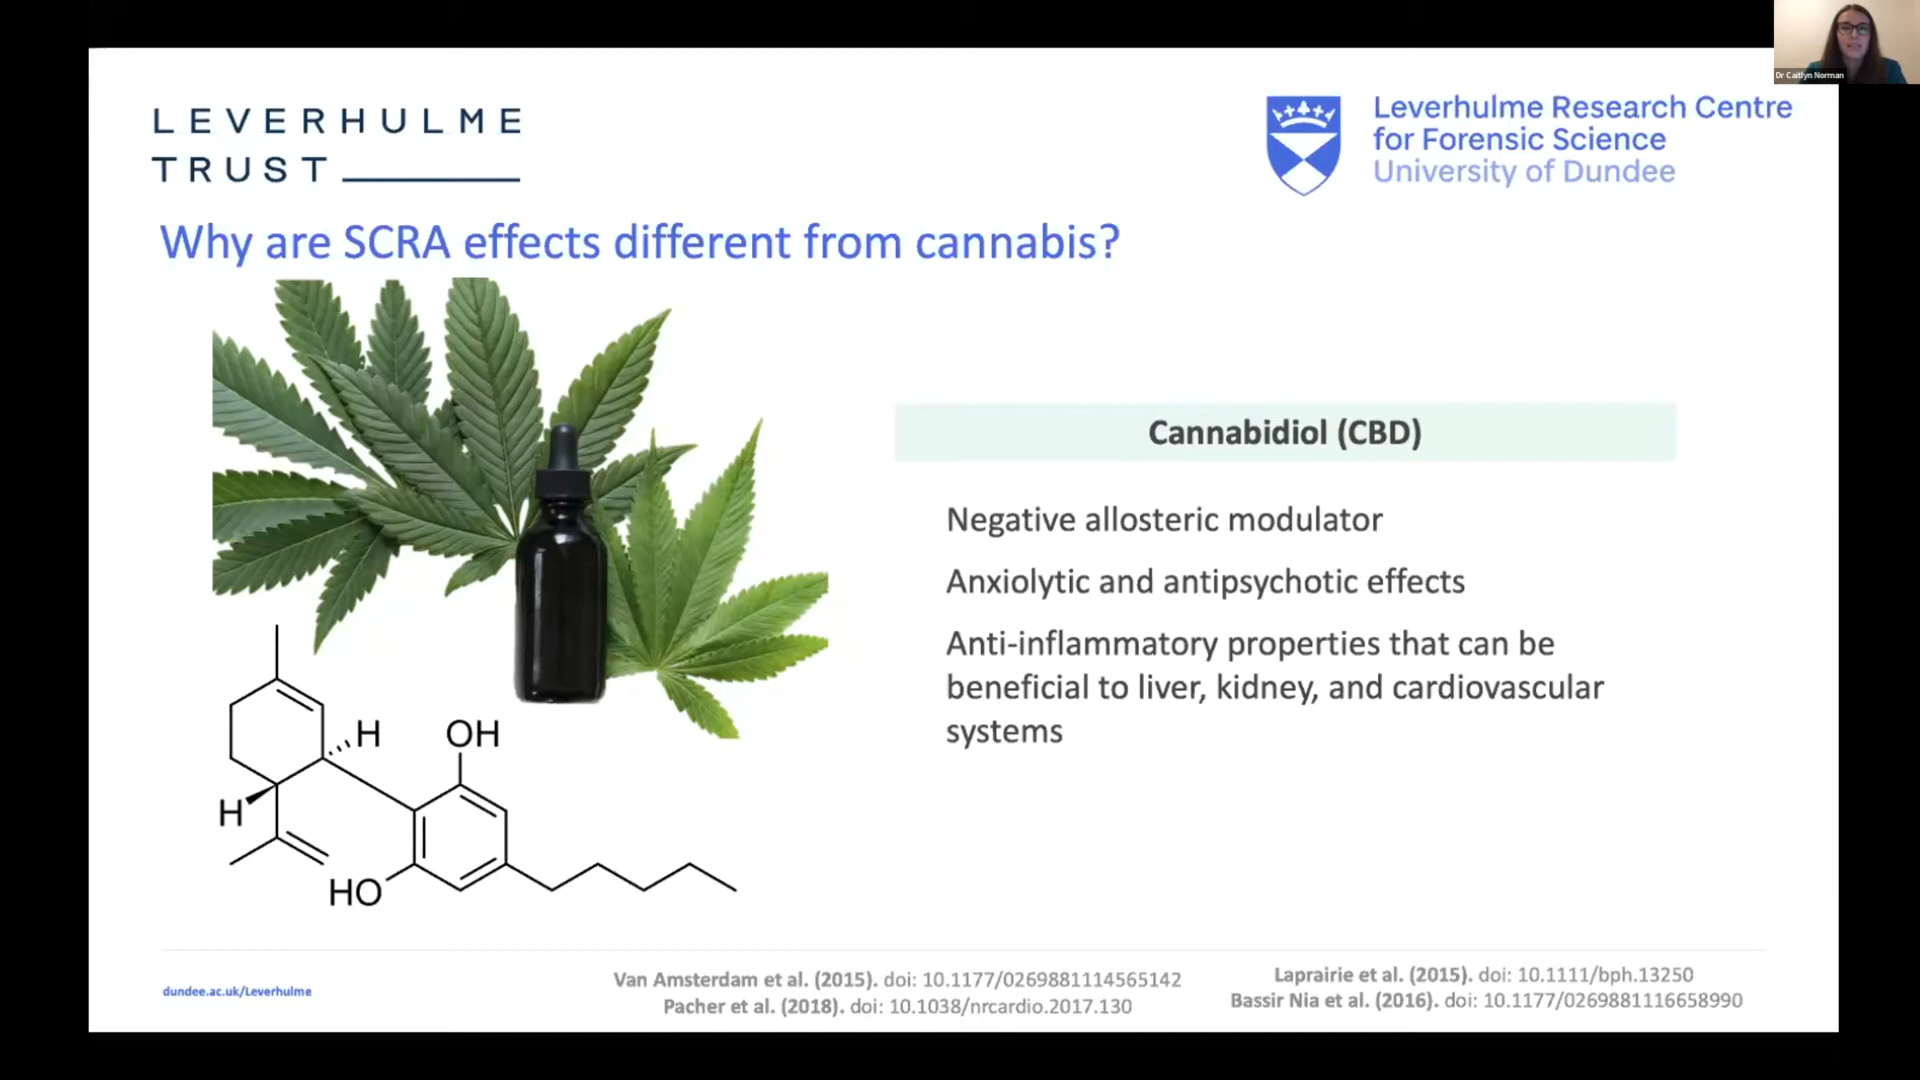 Dr Caitlyn Norman
LEVERHULME
TRUST
Leverhulme Research Centre
for Forensic Science
University of Dundee
Why are SCRA effects different from cannabis?
Cannabidiol (CBD)
Negative allosteric modulator
Anxiolytic and antipsychotic effects
Anti-inflammatory properties that can be
beneficial to liver, kidney, and cardiovascular
systems
H
OH
H
HO
dundee.ac.uk/Leverhulme
Van Amsterdam et al. (2015). doi: 10.1177/0269881114565142
Pacher et al. (2018). doi: 10.1038/nrcardio.2017.130
Laprairie et al. (2015). doi: 10.1111/bph.13250
Bassir Nia et al. (2016). doi: 10.1177/0269881116658990